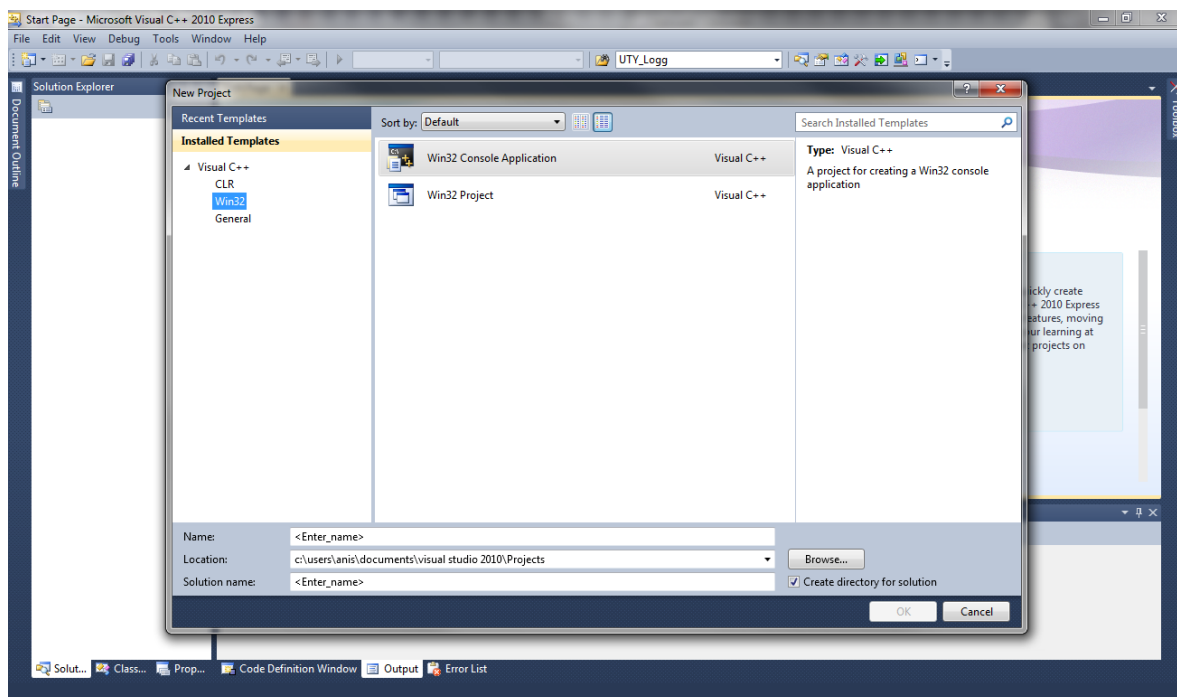 Start Page - Microsoft Visual C++ 2010 Express
File Edit View Debug Tools Window Help
UTY_Logg
Solution Explorer
Document Outline
Toolbox
New Project
Recent Templates
Installed Templates
Visual C++
CLR
Win32
General
Sort by: Default
Win32 Console Application Visual C++
Win32 Project Visual C++
Search Installed Templates
Type: Visual C++
A project for creating a Win32 console
application
ickly create
+ 2010 Express
eatures, moving
ur learning at
projects on
Name: <Enter_name>
Location: c:\users\anis\documents\visual studio 2010\Projects
Browse...
Solution name: <Enter_name>
Create directory for solution
OK Cancel
Solut... Class... Prop... Code Definition Window Output Error List